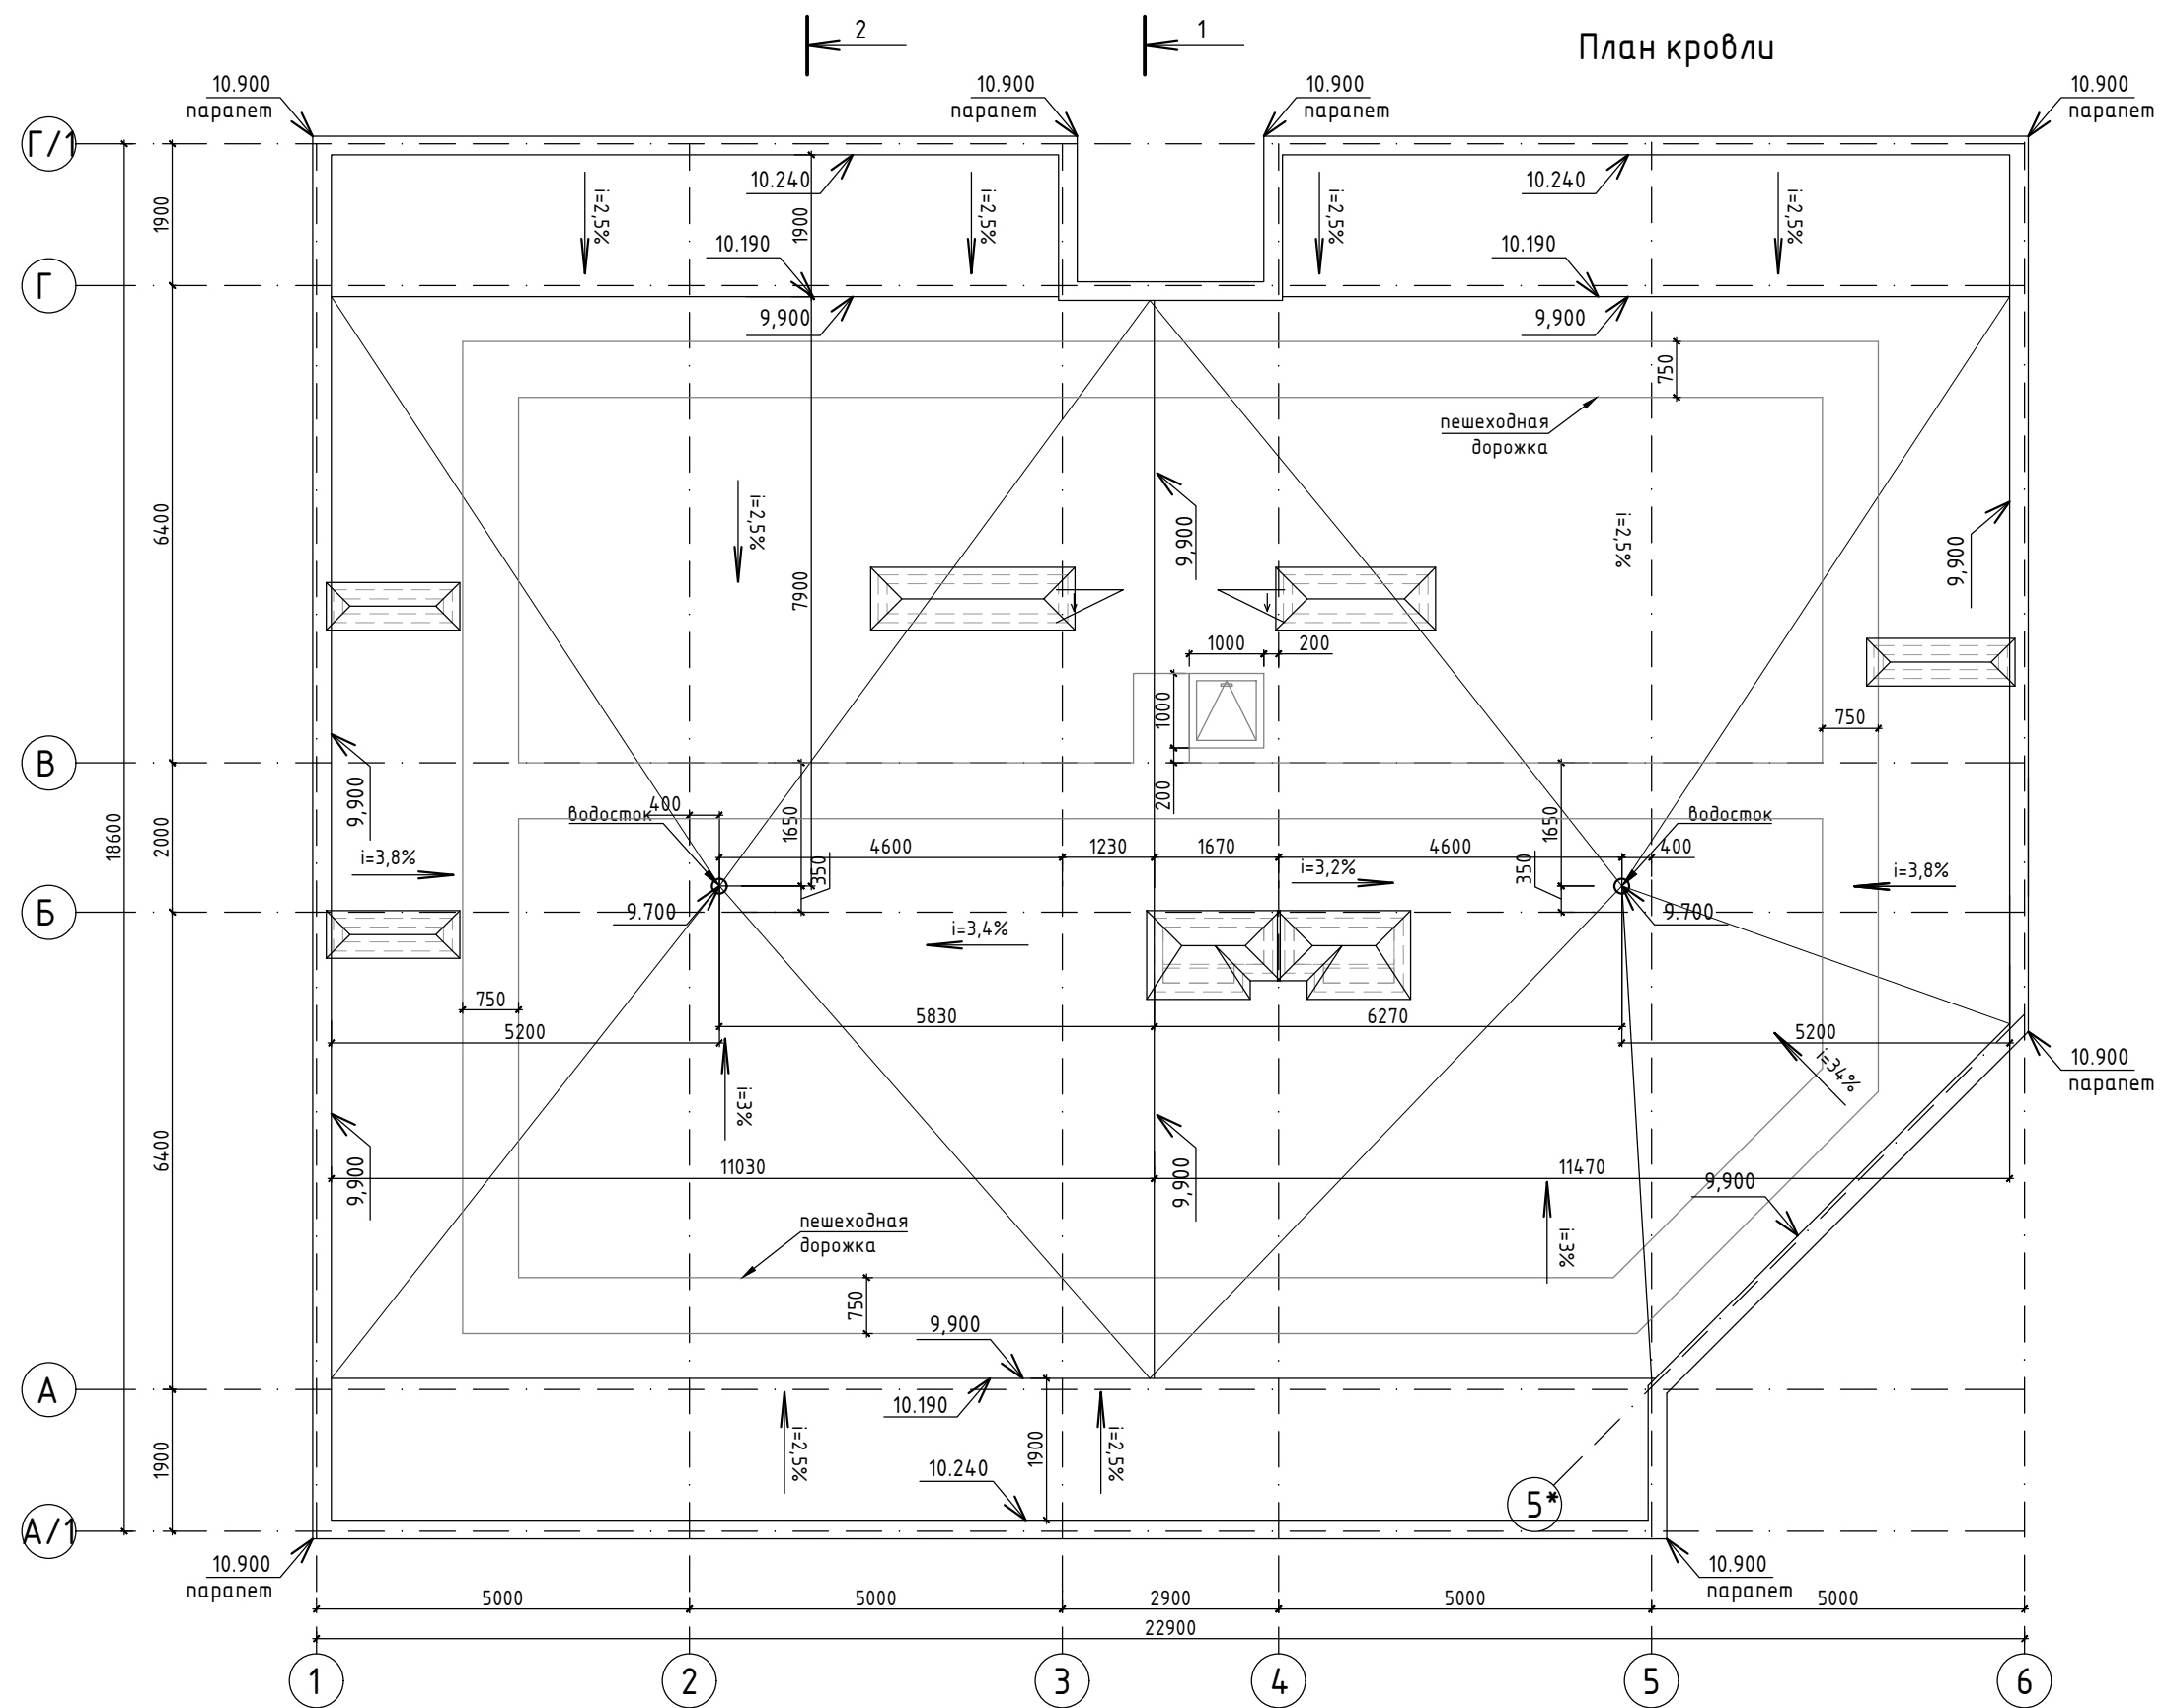 2
1
План кровли
10.900
парапет
10.900
парапет
10.900
парапет
10.900
парапет
Г/1
10.240
10.240
i=2,5%
i=2,5%
i=2,5%
i=2,5%
1900
1900
10.190
10.190
Г
9,900
9,900
750
пешеходная
дорожка
6400
i=2,5%
i=2,5%
9,900
9,900
7900
1000
200
1000
750
В
9,900
200
водосток
400
1650
1650
водосток
18600
2000
4600
1230
1670
4600
400
i=3,8%
350
i=3,2%
350
i=3,8%
Б
9.700
9.700
i=3,4%
750
5830
6270
5200
5200
10.900
парапет
i=34%
i=3%
6400
9,900
11030
9,900
11470
9,900
пешеходная
дорожка
i=3%
750
9,900
А
10.190
1900
i=2,5%
1900
i=2,5%
10.240
5*
А/1
10.900
парапет
10.900
парапет
5000
5000
2900
5000
5000
22900
1
2
3
4
5
6